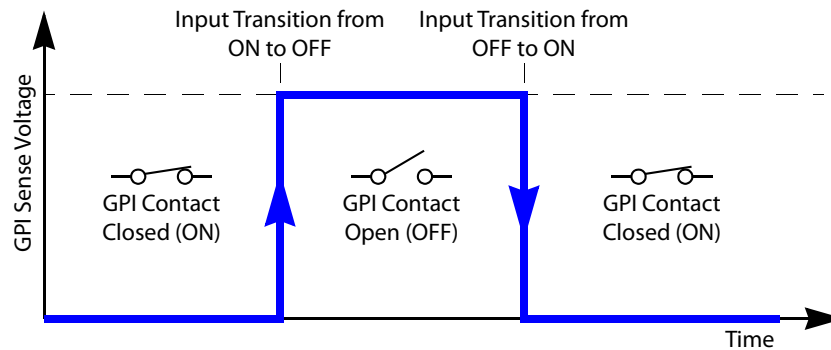 Input Transition from
ON to OFF
Input Transition from
OFF to ON
GPI Sense Voltage
GPI Contact
Closed (ON)
GPI Contact
Open (OFF)
GPI Contact
Closed (ON)
Time